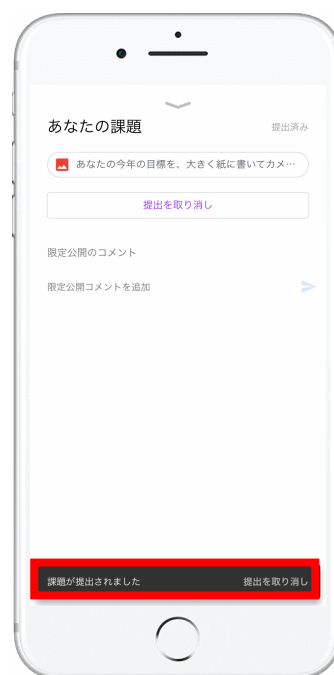 あなたの課題
提出済み
あなたの今年の目標を、大きく紙に書いてカメ…
提出を取り消し
限定公開のコメント
限定公開コメントを追加
課題が提出されました
提出を取り消し